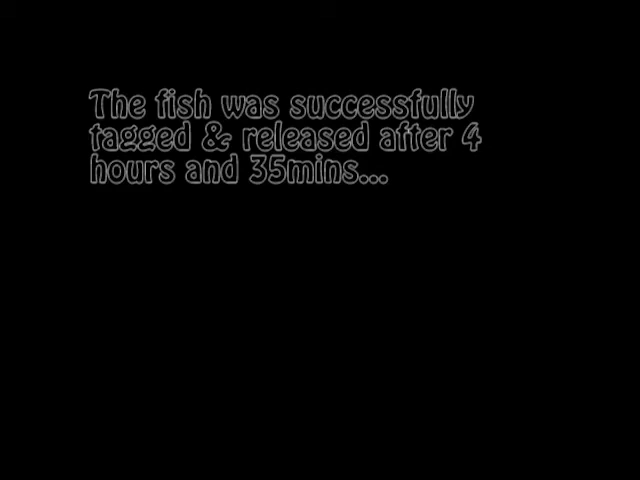 The fish was successfully
tagged & released after 4
hours and 35mins...